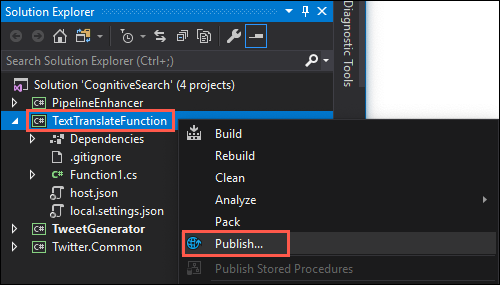 Solution Explorer
Search Solution Explorer (Ctrl+;)
Solution 'CognitiveSearch' (4 projects)
C# PipelineEnhancer
C# TextTranslateFunction
Dependencies
.gitignore
C# Function1.cs
host.json
local.settings.json
C# TweetGenerator
C# Twitter.Common
Build
Rebuild
Clean
Analyze
Pack
Publish...
Publish Stored Procedures
Diagnostic Tools